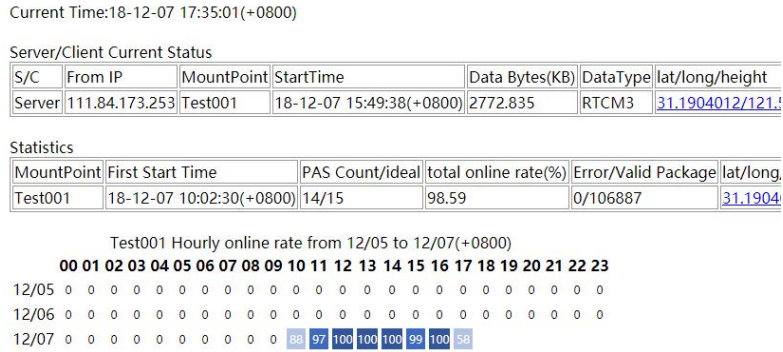 Current Time:18-12-07 17:35:01(+0800)
Server/Client Current Status
S/C From IP MountPoint StartTime Data Bytes(KB) DataType lat/long/height
Server 111.84.173.253 Test001 18-12-07 15:49:38(+0800) 2772.835 RTCM3 31.1904012/121.5
Statistics
MountPoint First Start Time PAS Count/ideal total online rate(%) Error/Valid Package lat/long/
Test001 18-12-07 10:02:30(+0800) 14/15 98.59 0/106887 31.1904
Test001 Hourly online rate from 12/05 to 12/07(+0800)
00 01 02 03 04 05 06 07 08 09 10 11 12 13 14 15 16 17 18 19 20 21 22 23
12/05 0 0 0 0 0 0 0 0 0 0 0 0 0 0 0 0 0 0 0 0 0 0 0 0
12/06 0 0 0 0 0 0 0 0 0 0 0 0 0 0 0 0 0 0 0 0 0 0 0 0
12/07 0 0 0 0 0 0 0 0 0 0 88 97 100 100 100 99 100 58